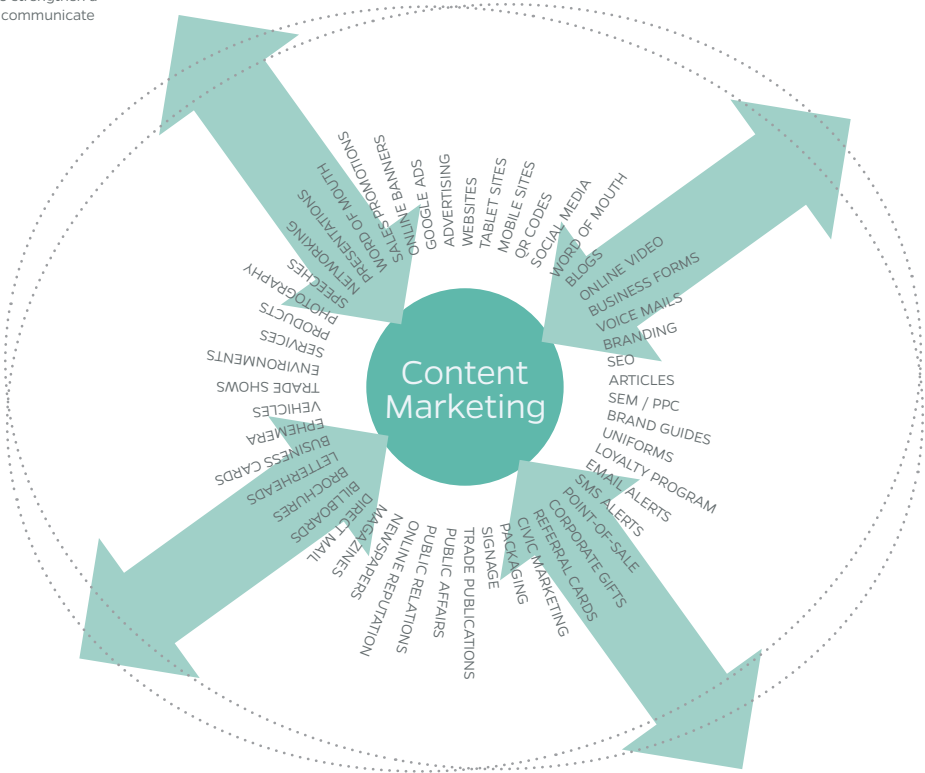 communicate
Content
Marketing
WEBSITES
TABLET SITES
MOBILE SITES
QR CODES
SOCIAL MEDIA
WORD OF MOUTH
BLOGS
ONLINE VIDEO
BUSINESS FORMS
VOICE MAILS
BRANDING
SEO
ARTICLES
SEM / PPC
BRAND GUIDES
UNIFORMS
LOYALTY PROGRAM
EMAIL ALERTS
SMS ALERTS
POINT-OF-SALE
CORPORATE GIFTS
REFERRAL CARDS
CIVIC MARKETING
PACKAGING
SIGNAGE
TRADE PUBLICATIONS
PUBLIC AFFAIRS
PUBLIC RELATIONS
ONLINE REPUTATION
NEWSPAPERS
MAGAZINES
DIRECT MAIL
BILLBOARDS
BROCHURES
LETTERHEADS
BUSINESS CARDS
EPHEMERA
VEHICLES
TRADE SHOWS
ENVIRONMENTS
SERVICES
PRODUCTS
PHOTOGRAPHY
SPEECHES
NETWORKING
PRESENTATIONS
WORD OF MOUTH
SALES PROMOTIONS
ONLINE BANNERS
GOOGLE ADS
ADVERTISING